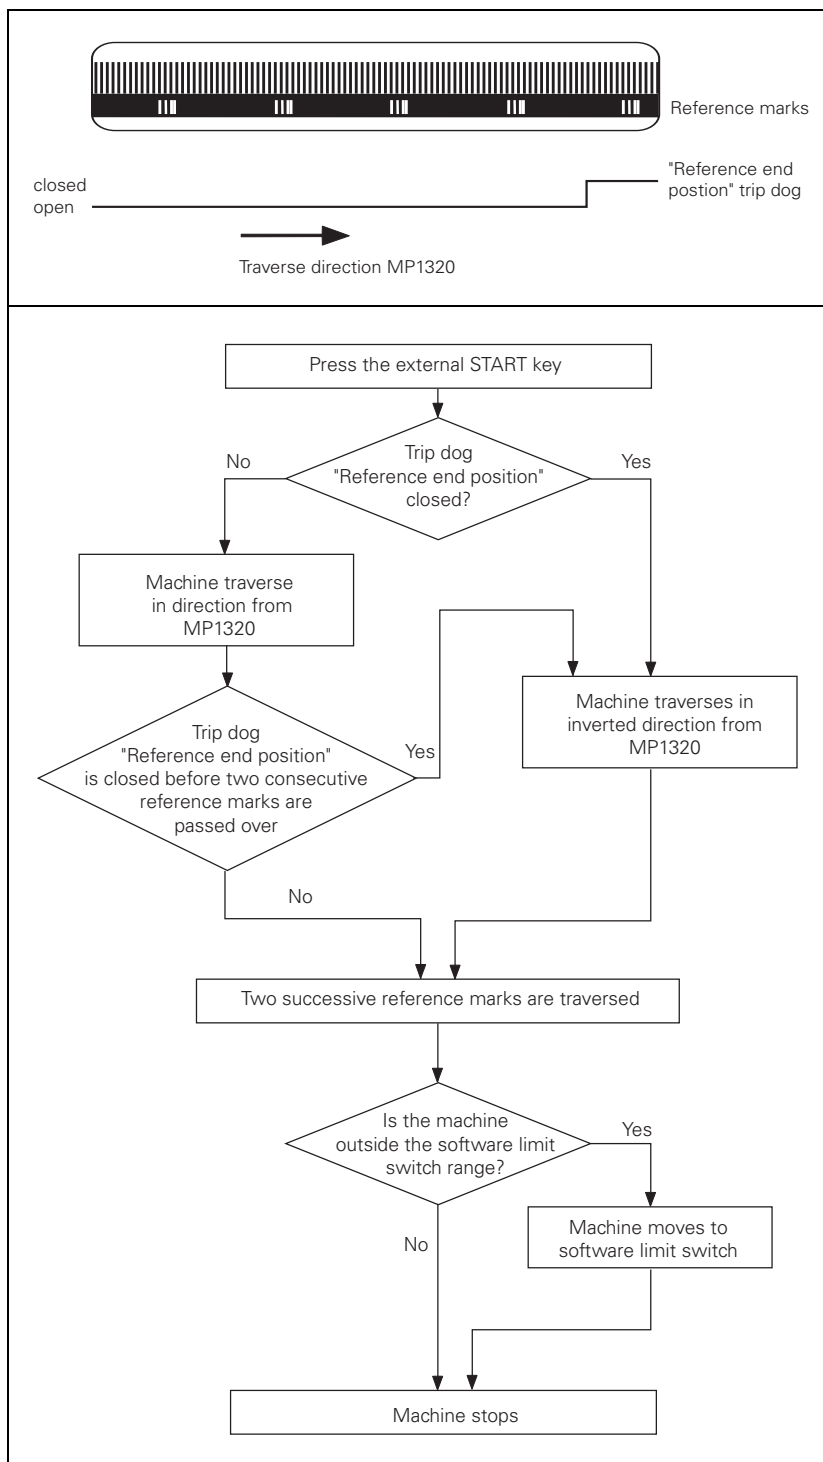 Reference marks
closed
open
"Reference end
postion" trip dog
Traverse direction MP1320
Press the external START key
Trip dog
"Reference end position"
closed?
No
Yes
Machine traverse
in direction from
MP1320
Machine traverses in
inverted direction from
MP1320
Trip dog
"Reference end position"
is closed before two consecutive
reference marks are
passed over
Yes
No
Two successive reference marks are traversed
Is the machine
outside the software limit
switch range?
Yes
No
Machine moves to
software limit switch
Machine stops